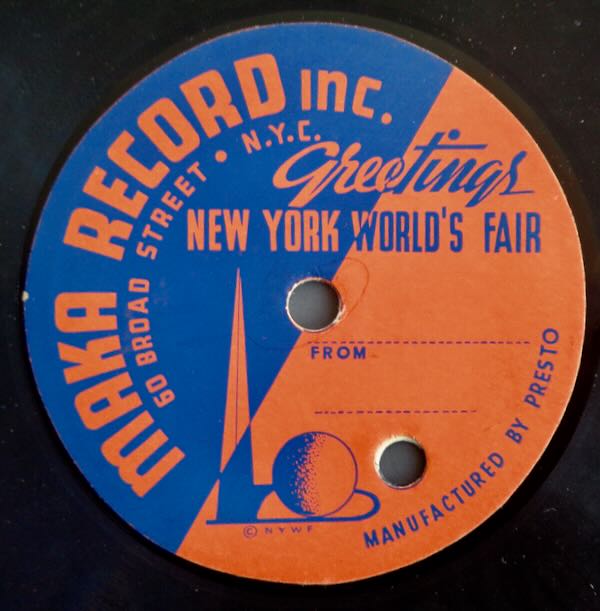 MAKA RECORD INC.
60 BROAD STREET • N.Y.C.
Greetings
NEW YORK WORLD'S FAIR
FROM
© NYWF
MANUFACTURED BY PRESTO